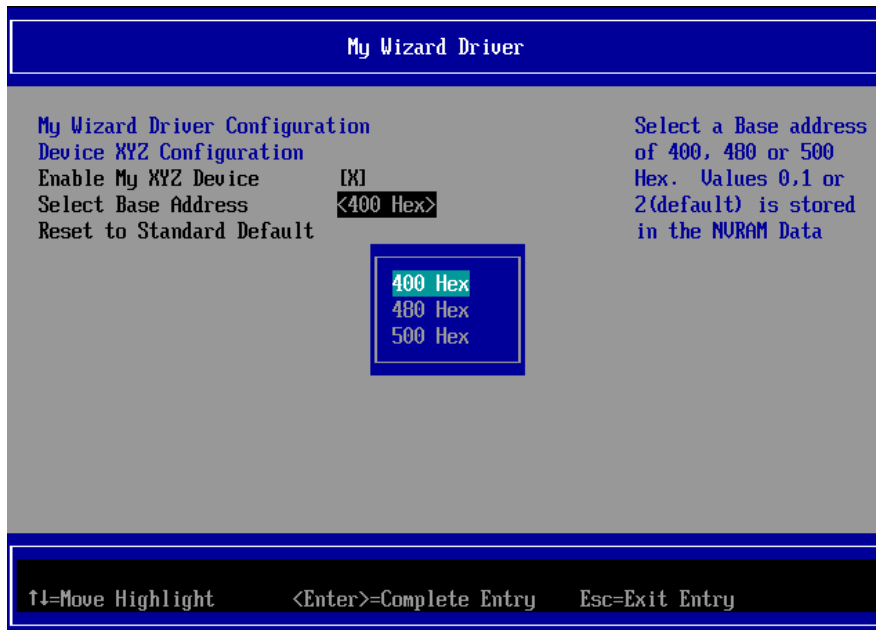 My Wizard Driver
My Wizard Driver Configuration
Device XYZ Configuration
Enable My XYZ Device [X]
Select Base Address <400 Hex>
Reset to Standard Default
Select a Base address
of 400, 480 or 500
Hex. Values 0,1 or
2(default) is stored
in the NVRAM Data
400 Hex
480 Hex
500 Hex
↑↓=Move Highlight <Enter>=Complete Entry Esc=Exit Entry